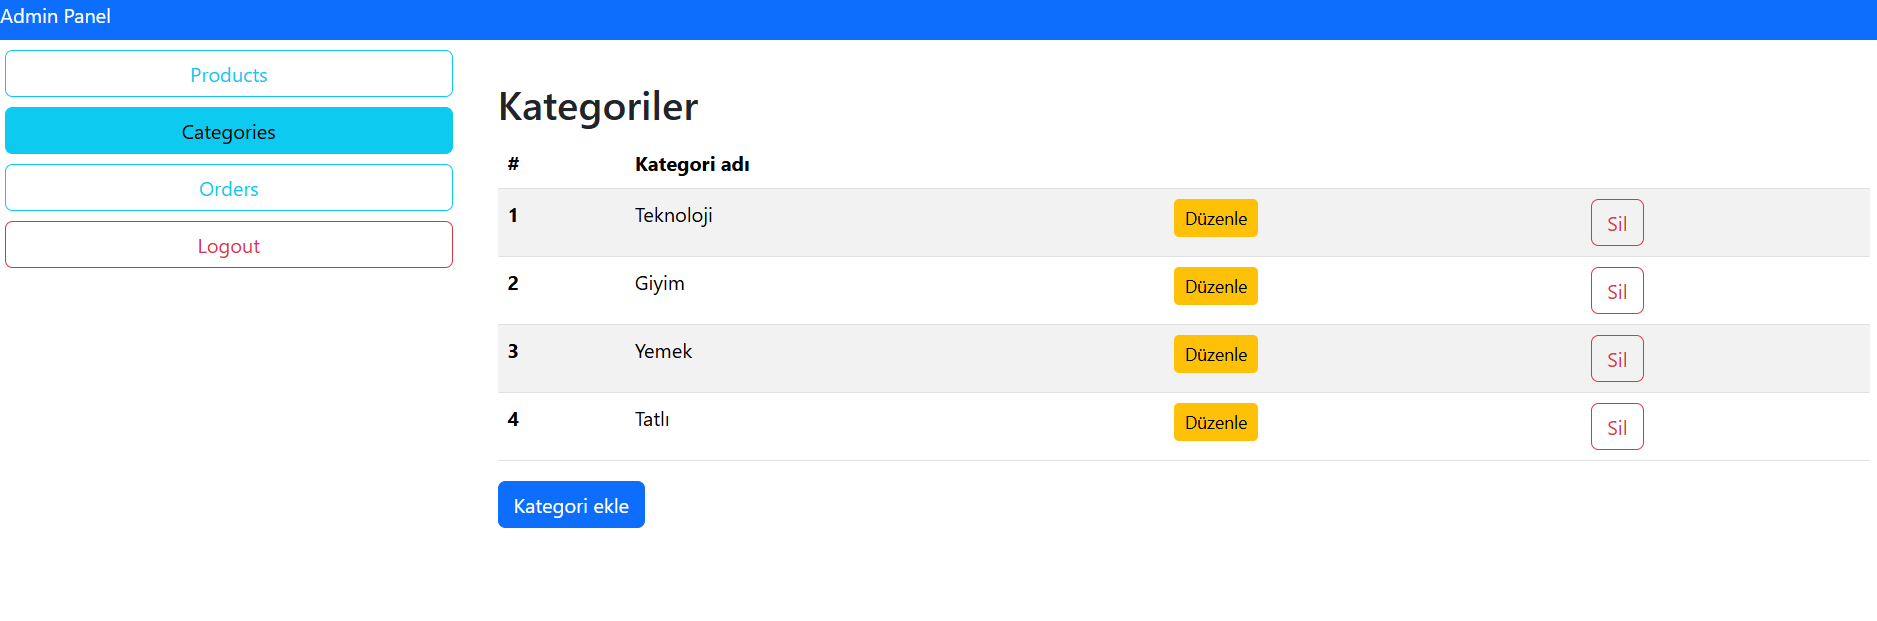 Admin Panel
Products
Categories
Orders
Logout
Kategoriler
# Kategori adı
1 Teknoloji Düzenle Sil
2 Giyim Düzenle Sil
3 Yemek Düzenle Sil
4 Tatlı Düzenle Sil
Kategori ekle